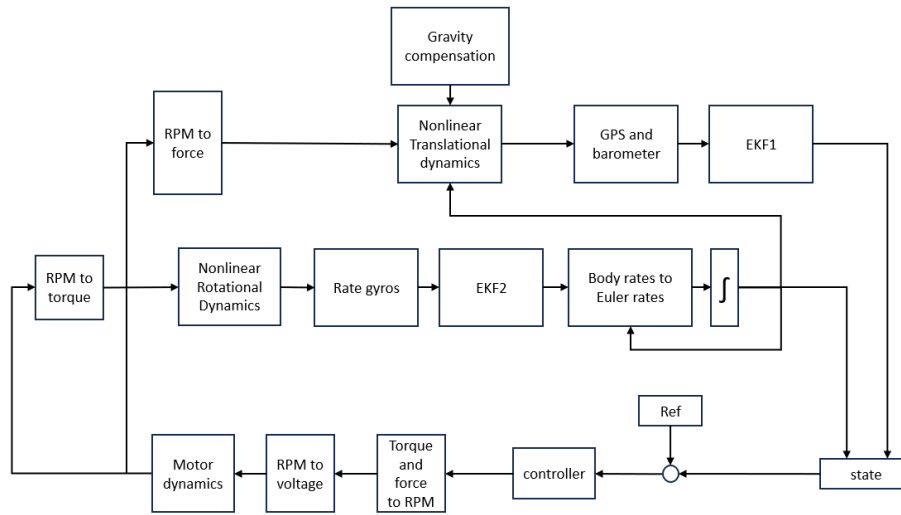 Gravity
compensation
RPM to
force
Nonlinear
Translational
dynamics
GPS and
barometer
EKF1
RPM to
torque
Nonlinear
Rotational
Dynamics
Rate gyros
EKF2
Body rates to
Euler rates
∫
Ref
Motor
dynamics
RPM to
voltage
Torque
and
force
to RPM
controller
state